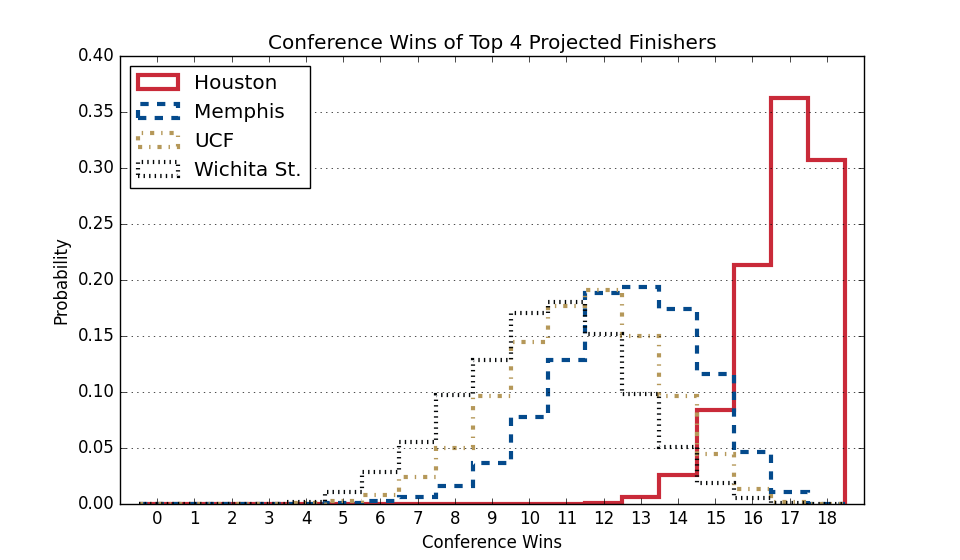 Conference Wins of Top 4 Projected Finishers
0.40
0.35
0.30
0.25
0.20
0.15
0.10
0.05
0.00
Probability
Houston
Memphis
UCF
Wichita St.
0 1 2 3 4 5 6 7 8 9 10 11 12 13 14 15 16 17 18
Conference Wins